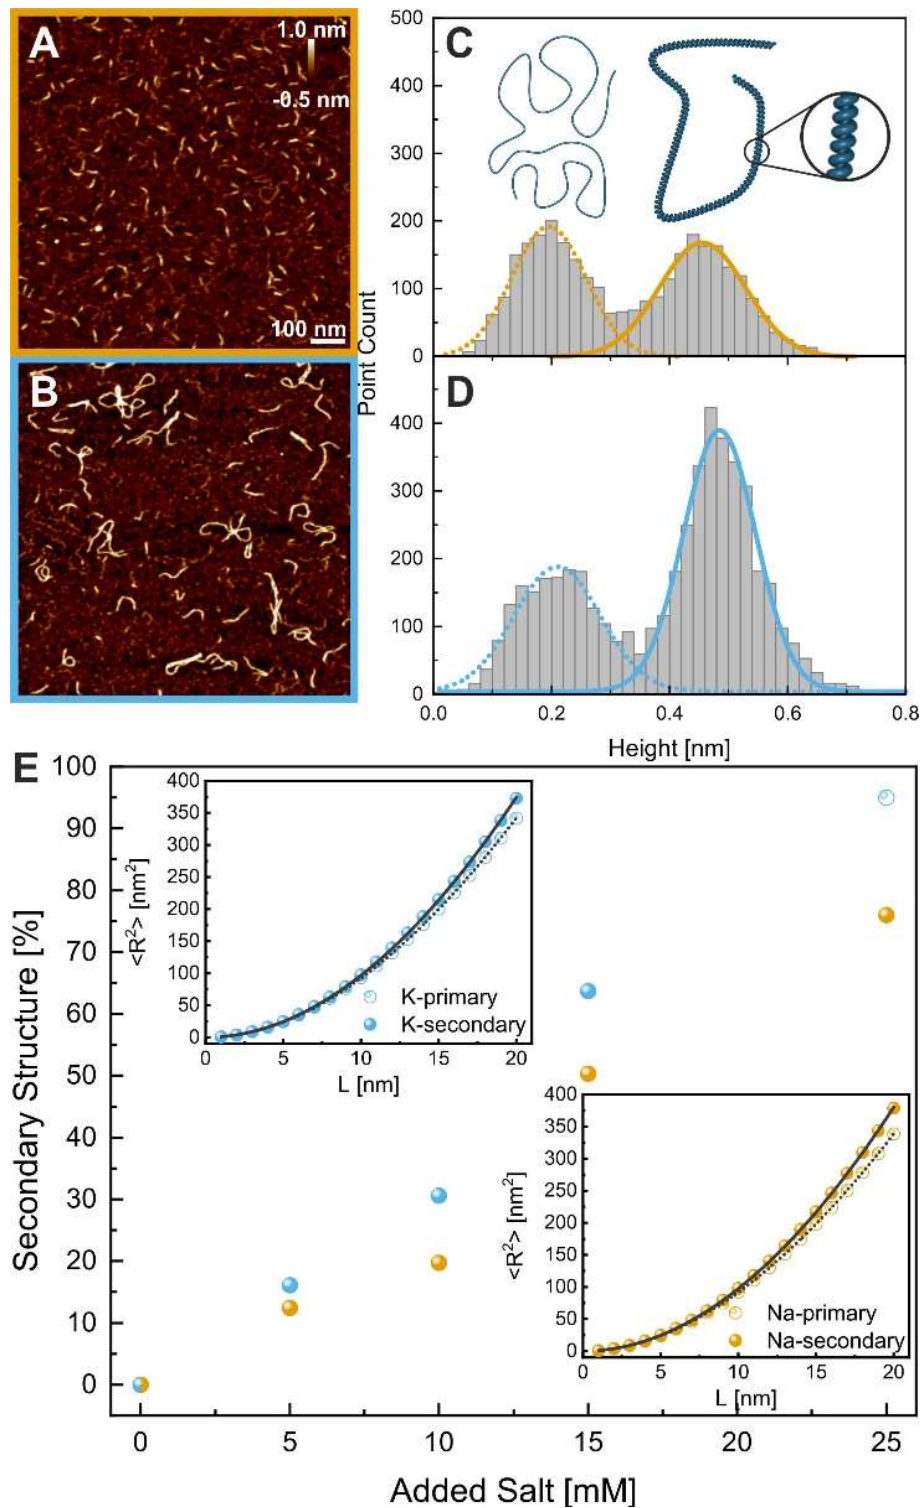 A
1.0 nm
-0.5 nm
100 nm
B
C
500
400
300
200
100
0
Point Count
D
400
300
200
100
0
0.0 0.2 0.4 0.6 0.8
Height [nm]
E
100
90
80
70
60
50
40
30
20
10
0
Secondary Structure [%]
400
350
300
250
200
150
100
50
0
<R²> [nm²]
K-primary
K-secondary
0 5 10 15 20
L [nm]
400
350
300
250
200
150
100
50
0
<R²> [nm²]
Na-primary
Na-secondary
0 5 10 15 20
L [nm]
0 5 10 15 20 25
Added Salt [mM]